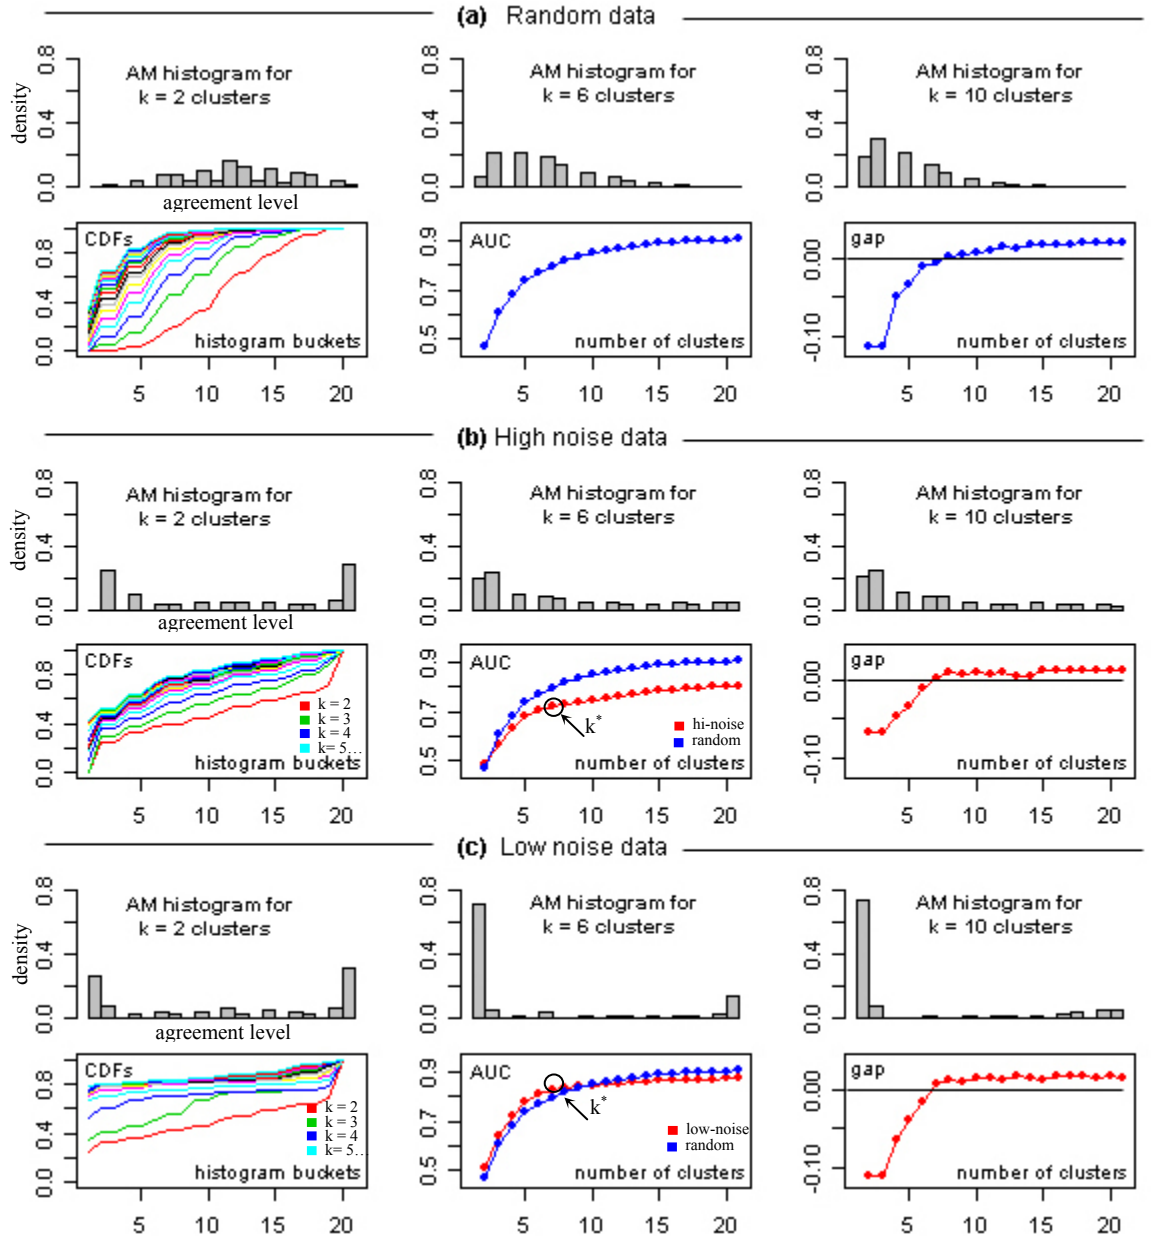 (a) Random data
AM histogram for
k = 2 clusters
density
0.0 0.4 0.8
agreement level
AM histogram for
k = 6 clusters
0.0 0.4 0.8
AM histogram for
k = 10 clusters
0.0 0.4 0.8
CDFs
histogram buckets
0.0 0.4 0.8
5 10 15 20
AUC
number of clusters
0.5 0.7 0.9
5 10 15 20
gap
number of clusters
-0.10 0.00
5 10 15 20
(b) High noise data
AM histogram for
k = 2 clusters
density
0.0 0.4 0.8
agreement level
AM histogram for
k = 6 clusters
0.0 0.4 0.8
AM histogram for
k = 10 clusters
0.0 0.4 0.8
CDFs
k = 2
k = 3
k = 4
k= 5...
histogram buckets
0.0 0.4 0.8
5 10 15 20
AUC
k*
hi-noise
random
number of clusters
0.5 0.7 0.9
5 10 15 20
gap
number of clusters
-0.10 0.00
5 10 15 20
(c) Low noise data
AM histogram for
k = 2 clusters
density
0.0 0.4 0.8
agreement level
AM histogram for
k = 6 clusters
0.0 0.4 0.8
AM histogram for
k = 10 clusters
0.0 0.4 0.8
CDFs
k = 2
k = 3
k = 4
k= 5...
histogram buckets
0.0 0.4 0.8
5 10 15 20
AUC
k*
low-noise
random
number of clusters
0.5 0.7 0.9
5 10 15 20
gap
number of clusters
-0.10 0.00
5 10 15 20